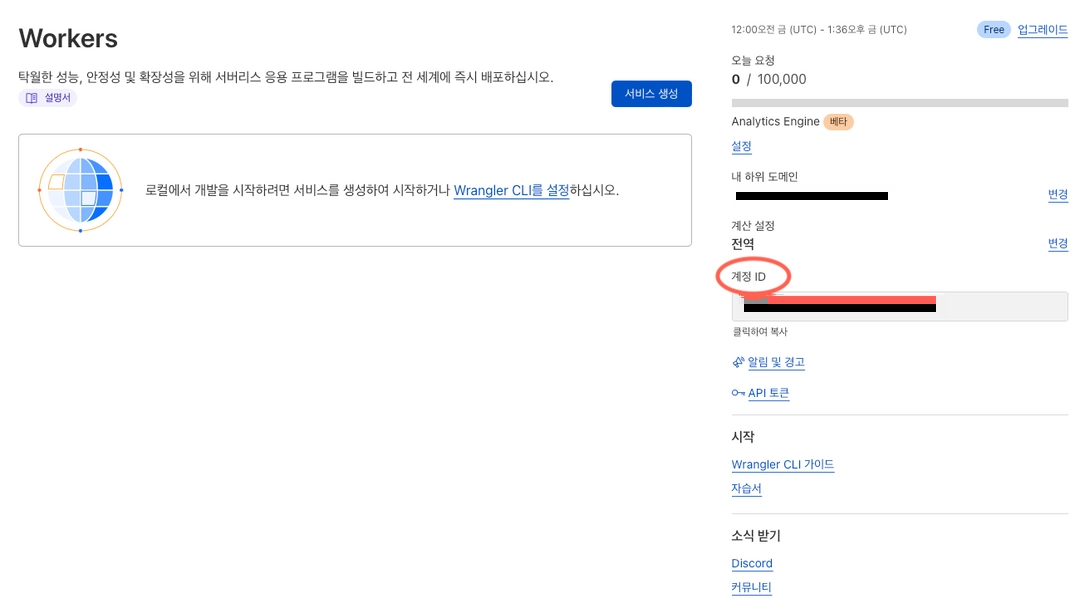 Workers
탁월한 성능, 안정성 및 확장성을 위해 서버리스 응용 프로그램을 빌드하고 전 세계에 즉시 배포하십시오.
설명서
서비스 생성
로컬에서 개발을 시작하려면 서비스를 생성하여 시작하거나 Wrangler CLI를 설정하십시오.
12:00오전 금 (UTC) - 1:36오후 금 (UTC)
Free 업그레이드
오늘 요청
0 / 100,000
Analytics Engine 베타
설정
내 하위 도메인
변경
계산 설정
전역 변경
계정 ID
클릭하여 복사
알림 및 경고
API 토큰
시작
Wrangler CLI 가이드
자습서
소식 받기
Discord
커뮤니티